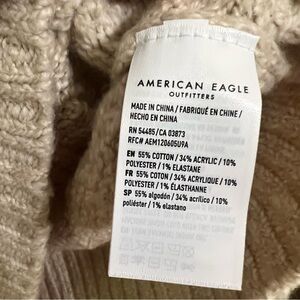 AMERICAN EAGLE
OUTFITTERS
MADE IN CHINA / FABRIQUÉ EN CHINE /
HECHO EN CHINA
RN 54485/CA 03873
RFC# AEM120605U9A
EN 55% COTTON / 34% ACRYLIC / 10%
POLYESTER / 1% ELASTANE
FR 55% COTON / 34% ACRYLIQUE / 10%
POLYESTER / 1% ÉLASTHANNE
SP 55% algodón / 34% acrílico / 10%
poliéster / 1% elastano